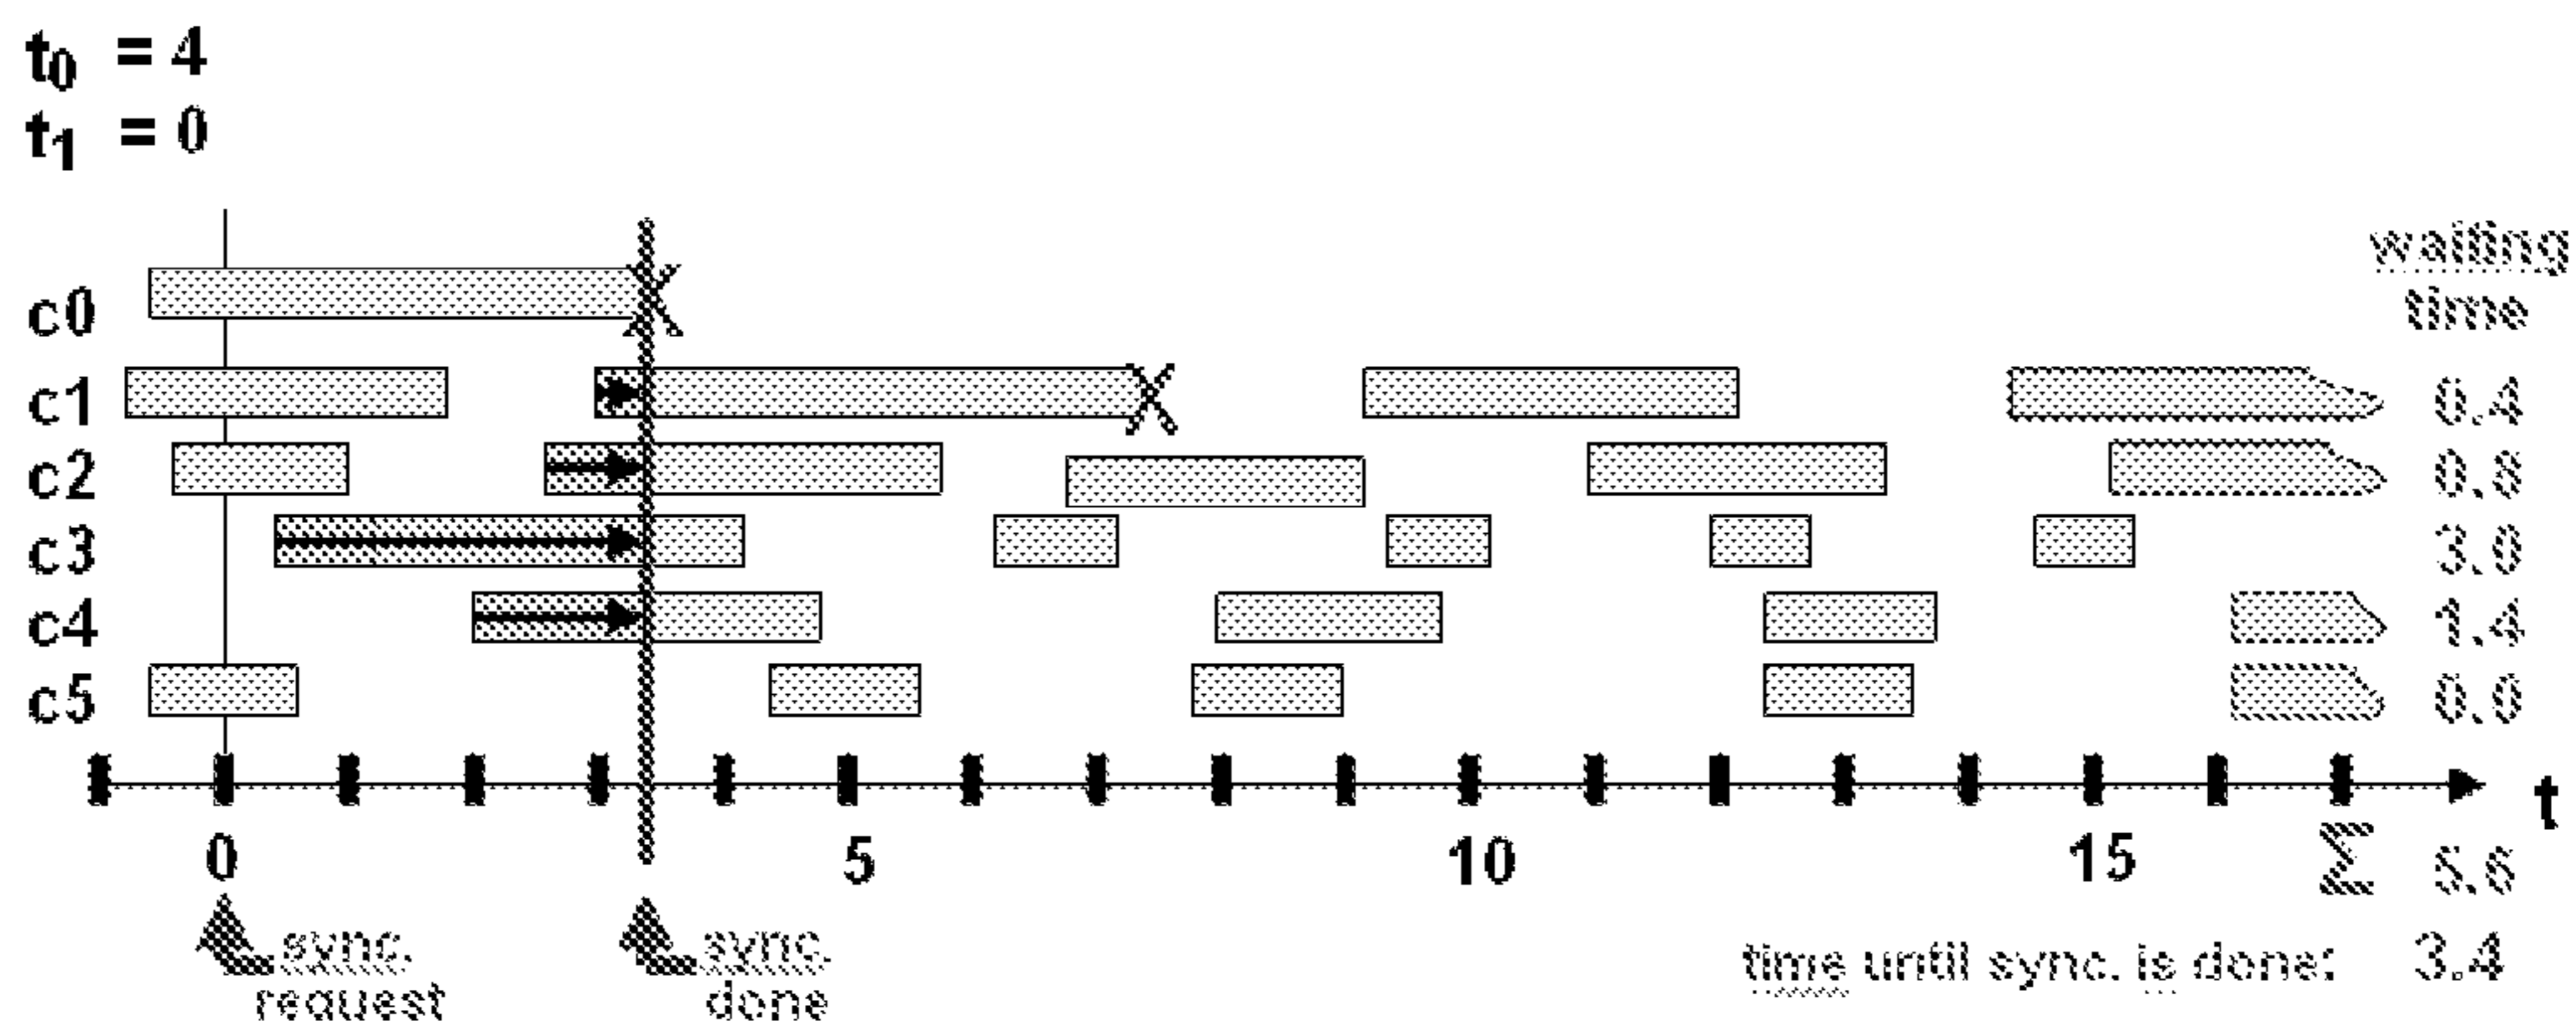 t0 = 4
t1 = 0
waiting
time
c0
c1 0.4
c2 0.8
c3 3.0
c4 1.4
c5 0.0
t
0 5 10 15 Σ 5.6
sync. request
sync. done
time until sync. is done: 3.4